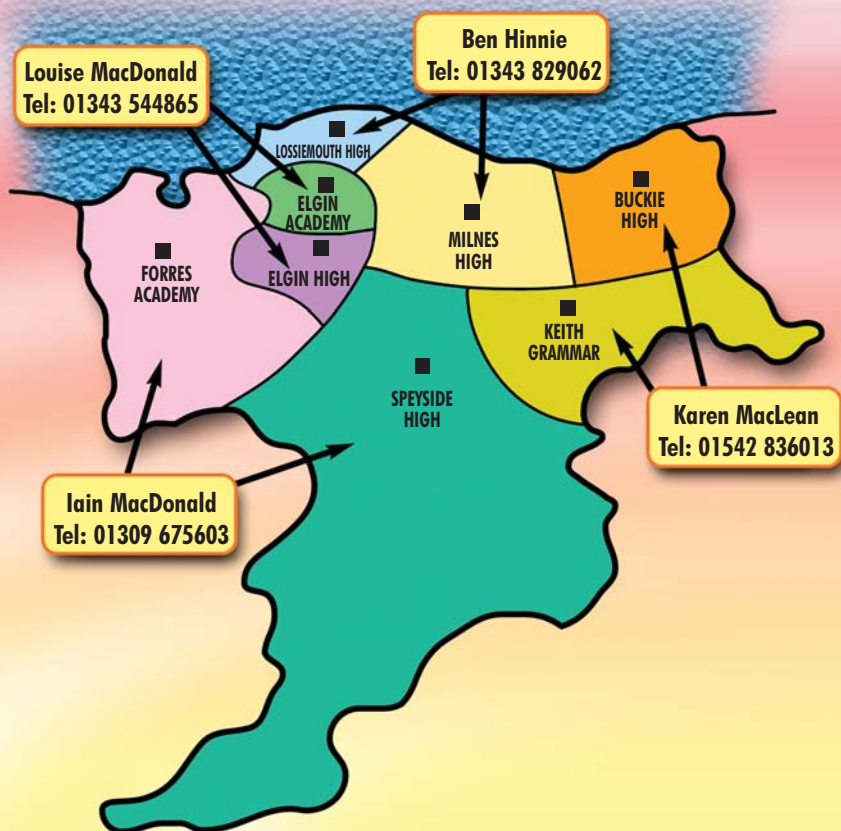 Ben Hinnie
Tel: 01343 829062
Louise MacDonald
Tel: 01343 544865
LOSSIEMOUTH HIGH
ELGIN
ACADEMY
BUCKIE
HIGH
MILNES
HIGH
FORRES
ACADEMY
ELGIN HIGH
KEITH
GRAMMAR
SPEYSIDE
HIGH
Karen MacLean
Tel: 01542 836013
Iain MacDonald
Tel: 01309 675603